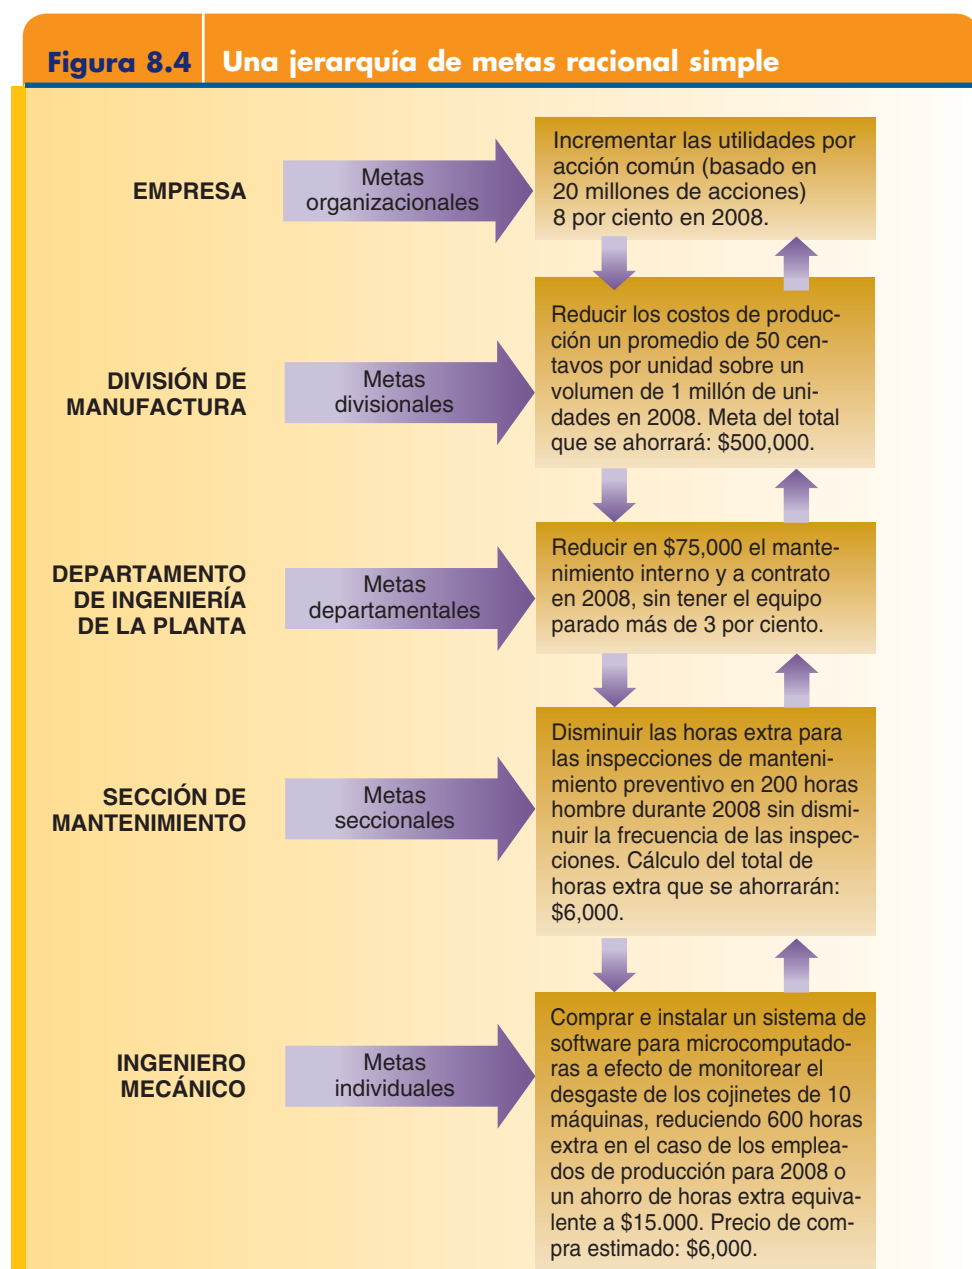 Figura 8.4 Una jerarquía de metas racional simple
EMPRESA
Metas
organizacionales
Incrementar las utilidades por
acción común (basado en
20 millones de acciones)
8 por ciento en 2008.
DIVISIÓN DE
MANUFACTURA
Metas
divisionales
Reducir los costos de produc-
ción un promedio de 50 cen-
tavos por unidad sobre un
volumen de 1 millón de uni-
dades en 2008. Meta del total
que se ahorrará: $500,000.
DEPARTAMENTO
DE INGENIERÍA
DE LA PLANTA
Metas
departamentales
Reducir en $75,000 el mante-
nimiento interno y a contrato
en 2008, sin tener el equipo
parado más de 3 por ciento.
SECCIÓN DE
MANTENIMIENTO
Metas
seccionales
Disminuir las horas extra para
las inspecciones de manteni-
miento preventivo en 200 horas
hombre durante 2008 sin dismi-
nuir la frecuencia de las inspec-
ciones. Cálculo del total de
horas extra que se ahorrarán:
$6,000.
INGENIERO
MECÁNICO
Metas
individuales
Comprar e instalar un sistema de
software para microcomputado-
ras a efecto de monitorear el
desgaste de los cojinetes de 10
máquinas, reduciendo 600 horas
extra en el caso de los emplea-
dos de producción para 2008 o
un ahorro de horas extra equiva-
lente a $15.000. Precio de com-
pra estimado: $6,000.